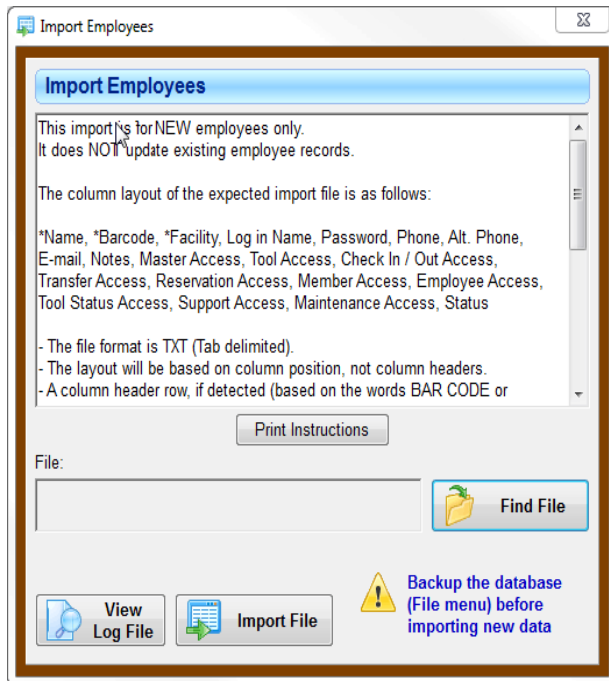 Import Employees
Import Employees
This import is for NEW employees only.
It does NOT update existing employee records.
The column layout of the expected import file is as follows:
*Name, *Barcode, *Facility, Log in Name, Password, Phone, Alt. Phone,
E-mail, Notes, Master Access, Tool Access, Check In / Out Access,
Transfer Access, Reservation Access, Member Access, Employee Access,
Tool Status Access, Support Access, Maintenance Access, Status
- The file format is TXT (Tab delimited).
- The layout will be based on column position, not column headers.
- A column header row, if detected (based on the words BAR CODE or
Print Instructions
File:
Find File
View
Log File
Import File
Backup the database
(File menu) before
importing new data